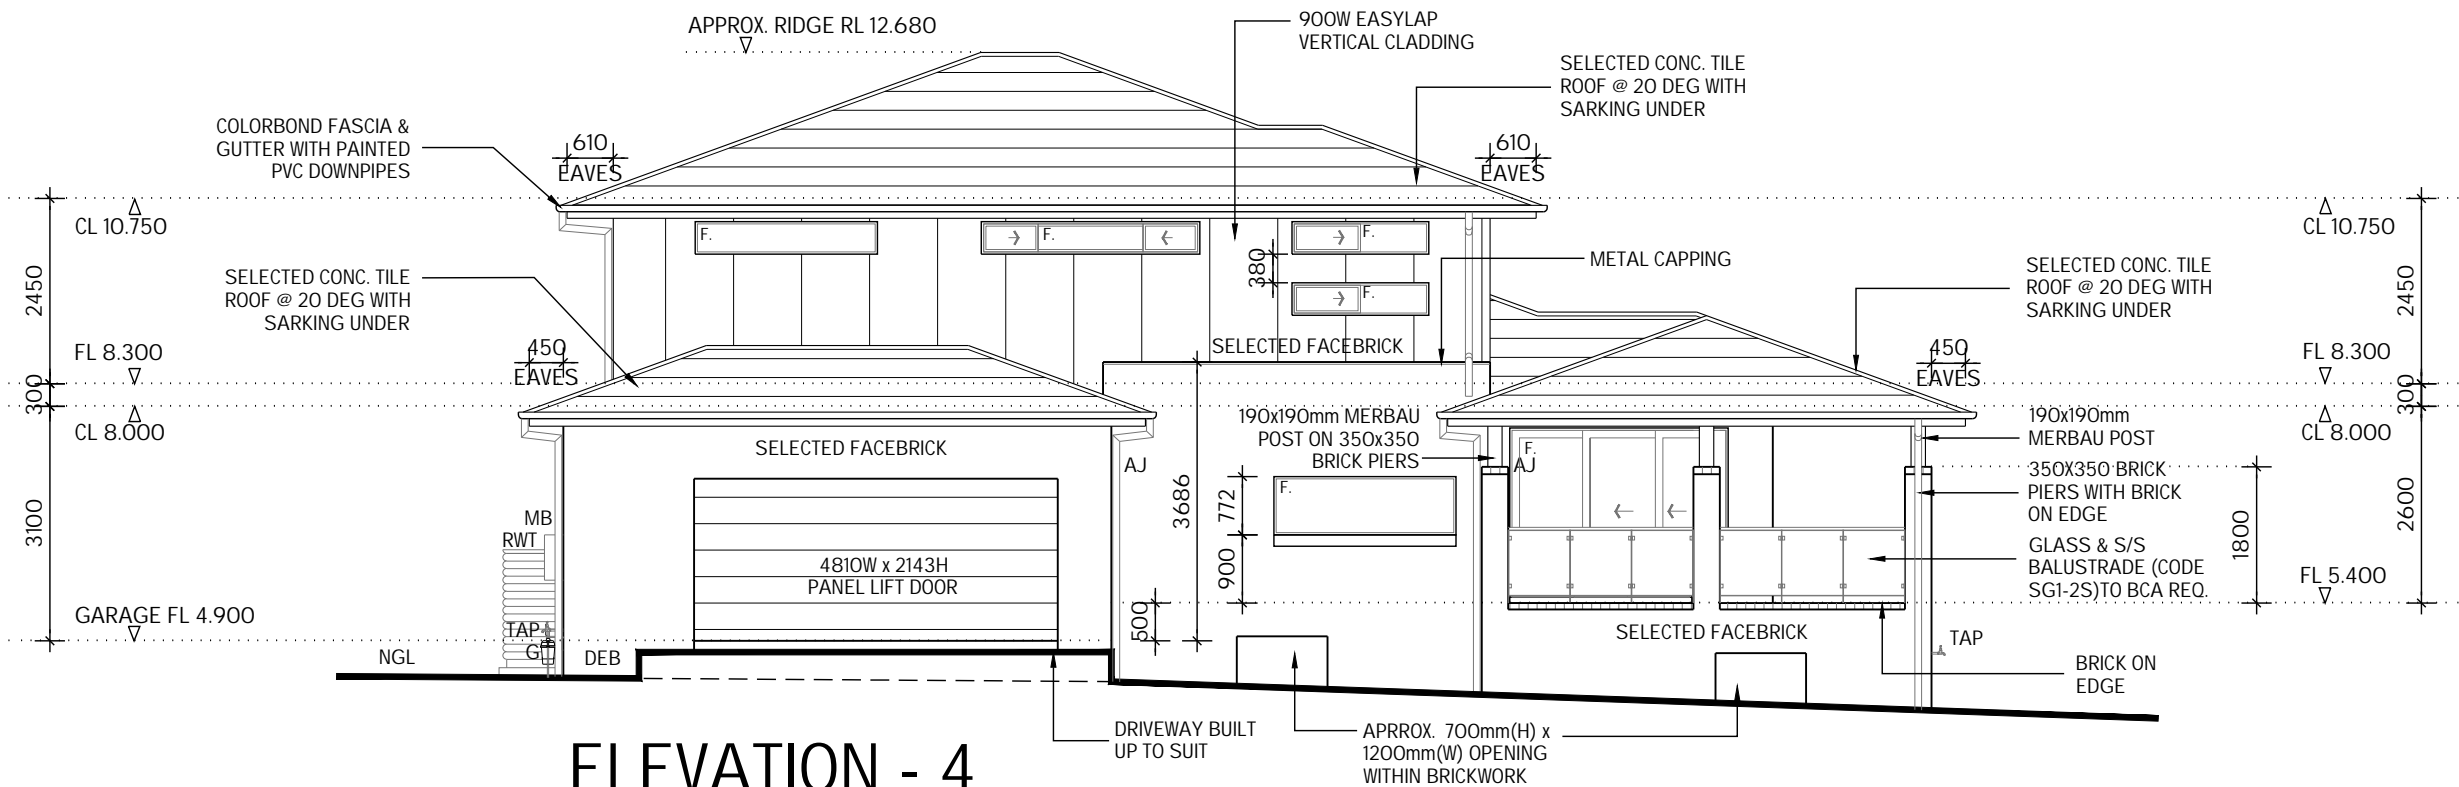 APPROX. RIDGE RL 12.680
900W EASYLAP
VERTICAL CLADDING
SELECTED CONC. TILE
ROOF @ 20 DEG WITH
SARKING UNDER
COLORBOND FASCIA &
GUTTER WITH PAINTED
PVC DOWNPIPES
610
EAVES
610
EAVES
CL 10.750
CL 10.750
F.
F.
F.
380
F.
METAL CAPPING
2450
SELECTED CONC. TILE
ROOF @ 20 DEG WITH
SARKING UNDER
SELECTED CONC. TILE
ROOF @ 20 DEG WITH
SARKING UNDER
2450
FL 8.300
450
EAVES
SELECTED FACEBRICK
450
EAVES
FL 8.300
300
300
CL 8.000
CL 8.000
190x190mm MERBAU
POST ON 350x350
BRICK PIERS
190x190mm
MERBAU POST
SELECTED FACEBRICK
AJ
F.
AJ
350X350 BRICK
PIERS WITH BRICK
ON EDGE
3100
3686
772
F.
900
1800
2600
MB
RWT
4810W x 2143H
PANEL LIFT DOOR
GLASS & S/S
BALUSTRADE (CODE
SG1-2S)TO BCA REQ.
FL 5.400
GARAGE FL 4.900
500
TAP
G
DEB
NGL
SELECTED FACEBRICK
TAP
BRICK ON
EDGE
DRIVEWAY BUILT
UP TO SUIT
APRROX. 700mm(H) x
1200mm(W) OPENING
WITHIN BRICKWORK
ELEVATION - 4